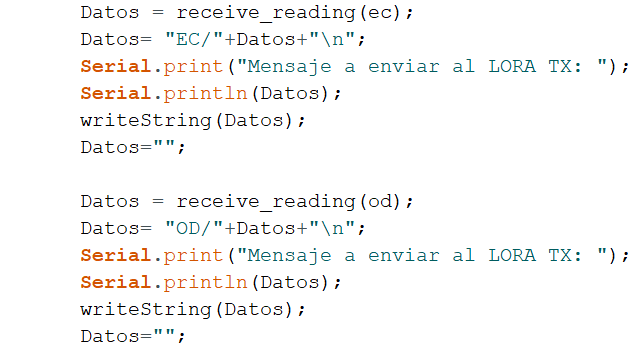 Datos = receive_reading(ec);
Datos= "EC/"+Datos+"\n";
Serial.print("Mensaje a enviar al LORA TX: ");
Serial.println(Datos);
writeString(Datos);
Datos="";

Datos = receive_reading(od);
Datos= "OD/"+Datos+"\n";
Serial.print("Mensaje a enviar al LORA TX: ");
Serial.println(Datos);
writeString(Datos);
Datos="";